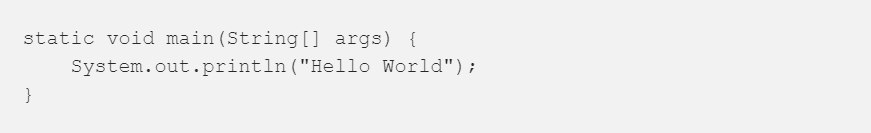 static void main(String[] args) {
    System.out.println("Hello World");
}